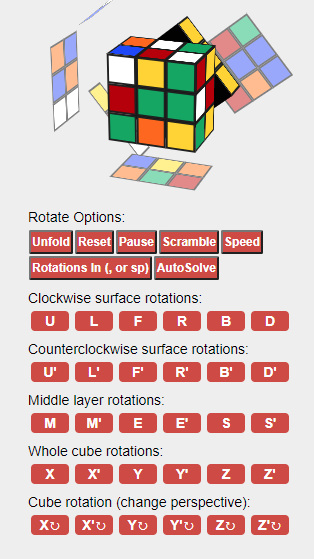 Rotate Options:
Unfold Reset Pause Scramble Speed
Rotations In (, or sp) AutoSolve
Clockwise surface rotations:
U L F R B D
Counterclockwise surface rotations:
U' L' F' R' B' D'
Middle layer rotations:
M M' E E' S S'
Whole cube rotations:
X X' Y Y' Z Z'
Cube rotation (change perspective):
X↻ X'↻ Y↻ Y'↻ Z↻ Z'↻